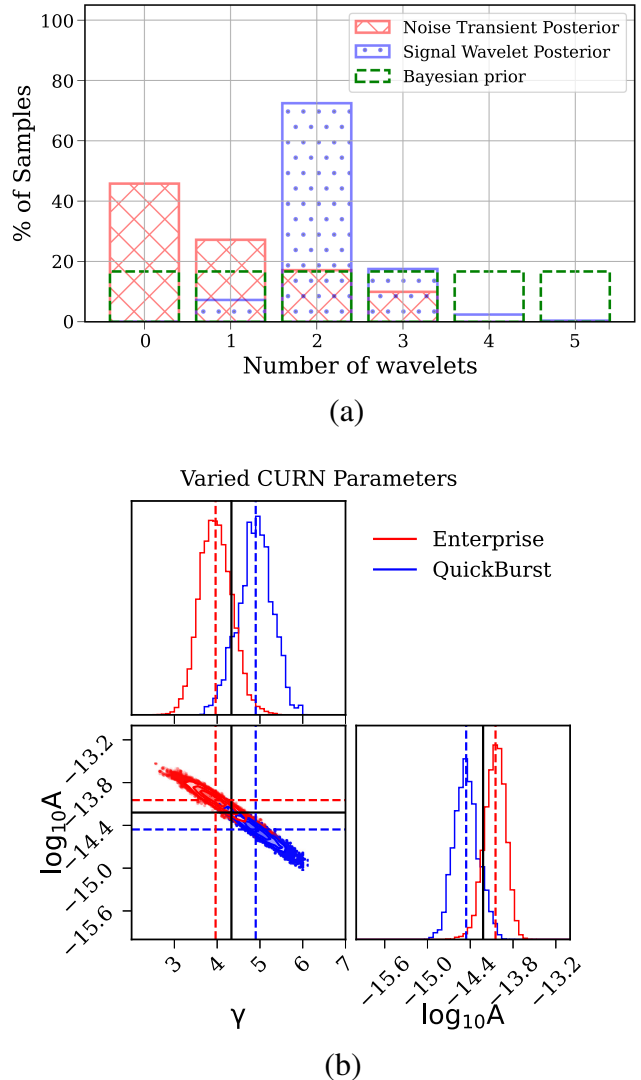 100
80
60
40
20
0
% of Samples
Noise Transient Posterior
Signal Wavelet Posterior
Bayesian prior
0 1 2 3 4 5
Number of wavelets
(a)
Varied CURN Parameters
Enterprise
QuickBurst
−13.2
−13.8
−14.4
−15.0
−15.6
log₁₀A
3 4 5 6 7
γ
−15.6 −15.0 −14.4 −13.8 −13.2
log₁₀A
(b)